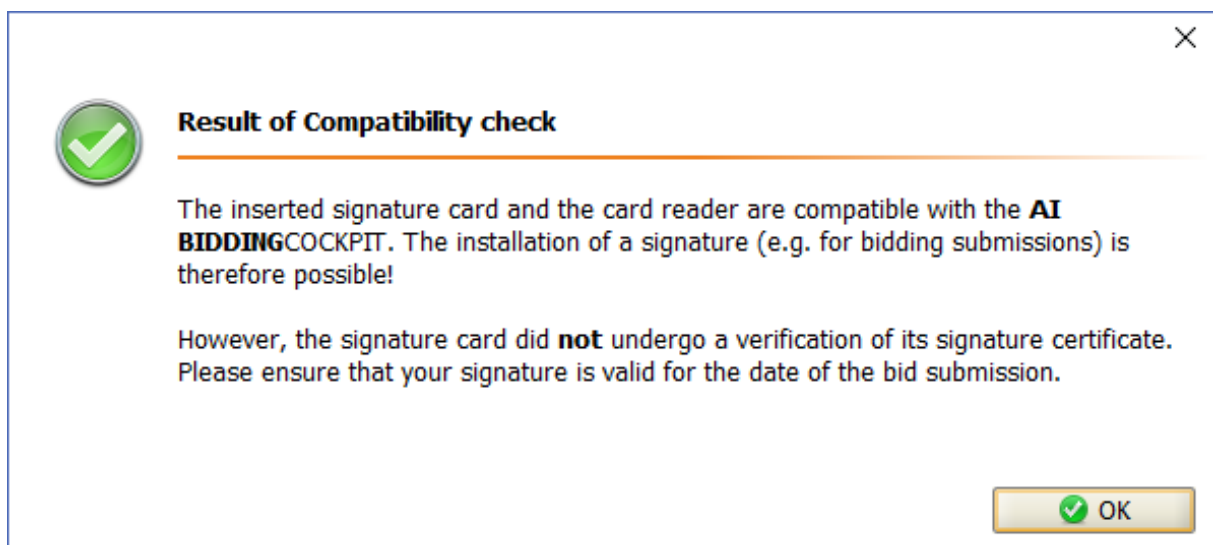 Result of Compatibility check
The inserted signature card and the card reader are compatible with the AI
BIDDINGCOCKPIT. The installation of a signature (e.g. for bidding submissions) is
therefore possible!
However, the signature card did not undergo a verification of its signature certificate.
Please ensure that your signature is valid for the date of the bid submission.
OK